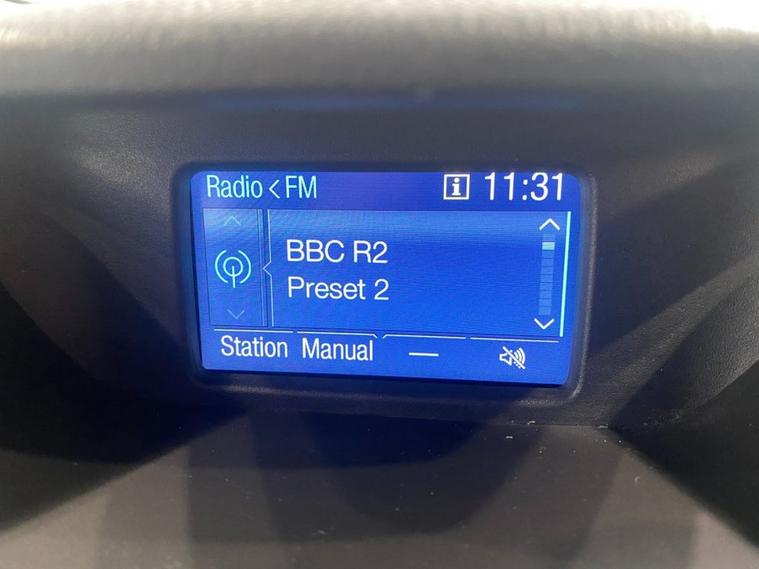 Radio < FM i 11:31
BBC R2
Preset 2
Station Manual —